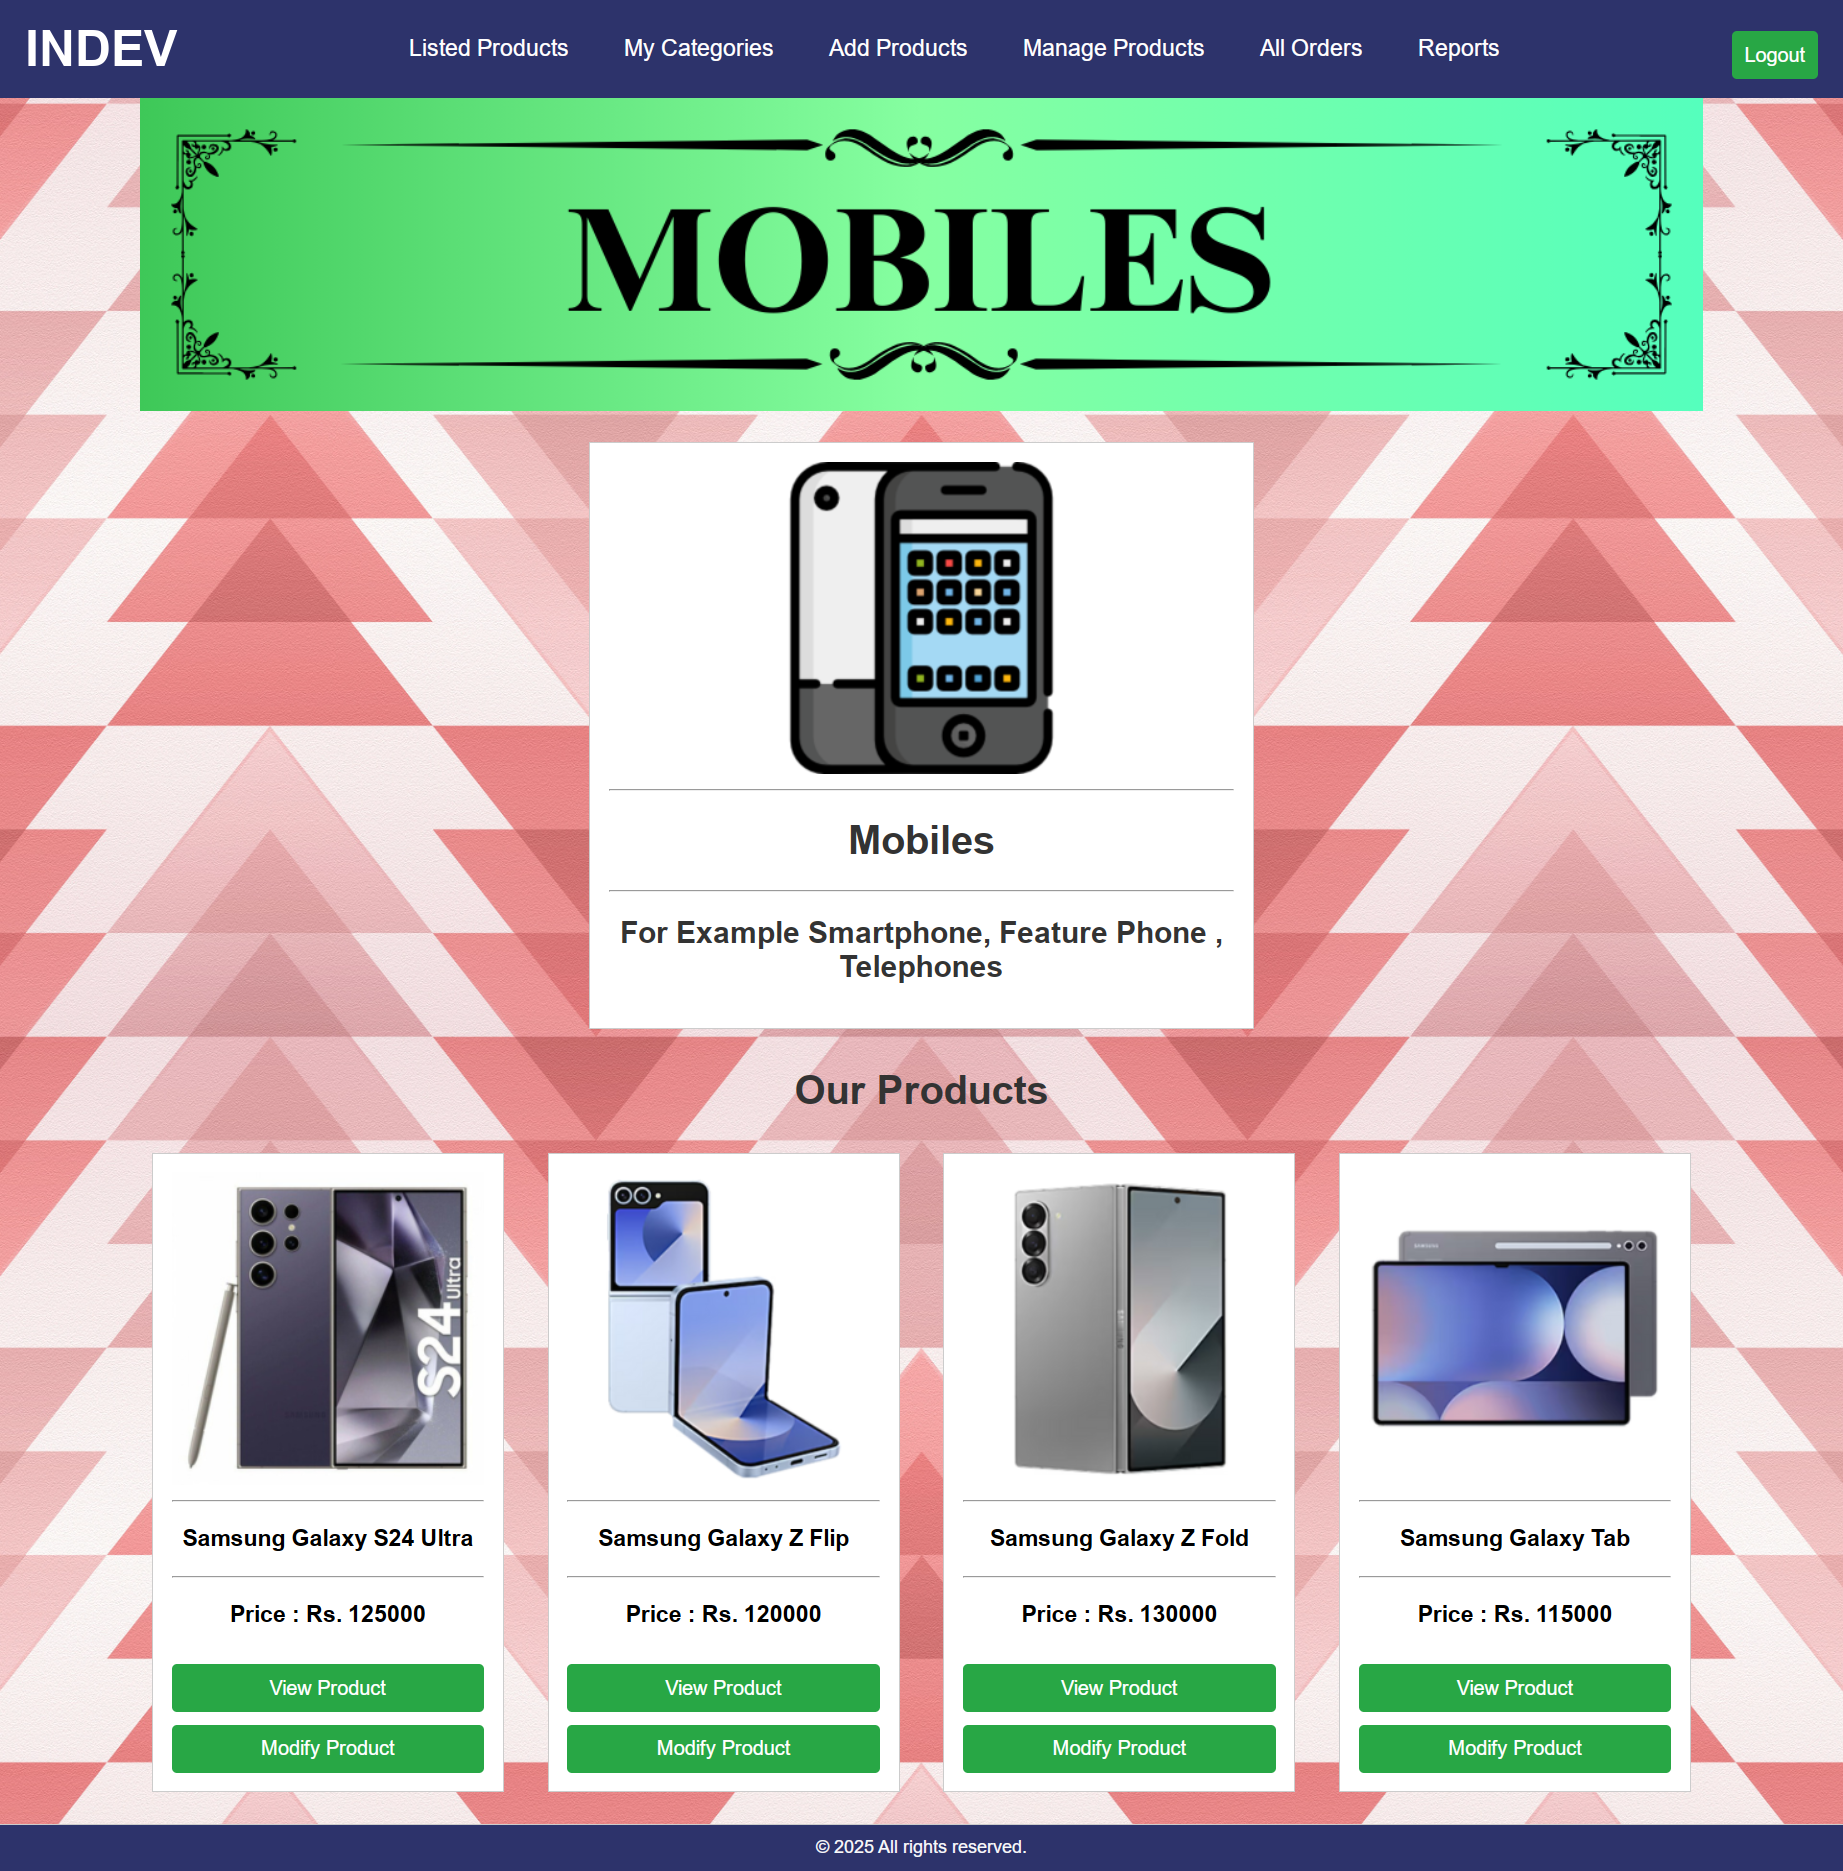 INDEV
Listed Products
My Categories
Add Products
Manage Products
All Orders
Reports
Logout
MOBILES
Mobiles
For Example Smartphone, Feature Phone ,
Telephones
Our Products
S24 Ultra
Samsung Galaxy S24 Ultra
Price : Rs. 125000
View Product
Modify Product
Samsung Galaxy Z Flip
Price : Rs. 120000
View Product
Modify Product
Samsung Galaxy Z Fold
Price : Rs. 130000
View Product
Modify Product
Samsung Galaxy Tab
Price : Rs. 115000
View Product
Modify Product
© 2025 All rights reserved.